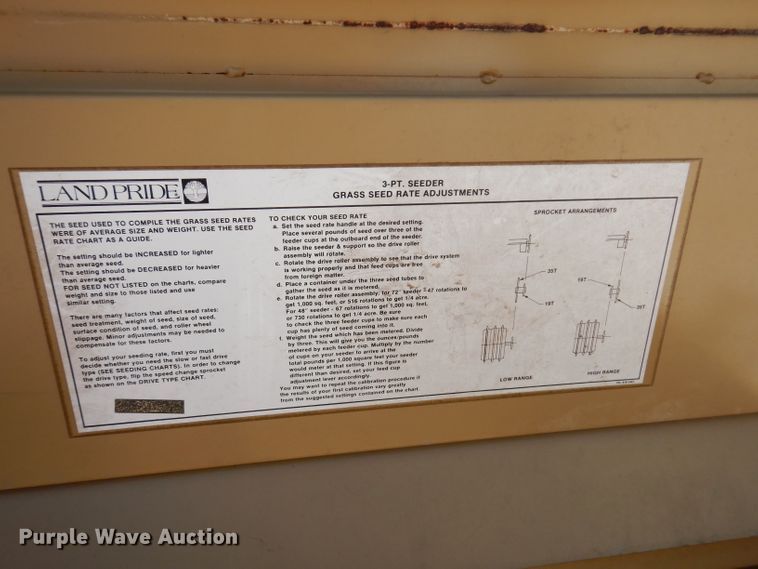 LAND PRIDE
3-PT. SEEDER
GRASS SEED RATE ADJUSTMENTS
THE SEED USED TO COMPILE THE GRASS SEED RATES
WERE OF AVERAGE SIZE AND WEIGHT. USE THE SEED
RATE CHART AS A GUIDE.
The setting should be INCREASED for lighter
than average seed.
The setting should be DECREASED for heavier
than average seed.
FOR SEED NOT LISTED on the charts, compare
weight and size to those listed and use
similar setting.
There are many factors that affect seed rates:
seed treatment, weight of seed, size of seed,
surface condition of seed, and roller wheel
slippage. Minor adjustments may be needed to
compensate for these factors.
To adjust your seeding rate, first you must
decide whether you need the slow or fast drive
type (SEE SEEDING CHARTS). In order to change
the drive type, flip the speed change sprocket
as shown on the DRIVE TYPE CHART.
TO CHECK YOUR SEED RATE
a. Set the seed rate handle at the desired setting.
Place several pounds of seed over three of the
feeder cups at the outboard end of the seeder.
b. Raise the seeder & support so the drive roller
assembly will rotate.
c. Rotate the drive roller assembly to see that the drive system
is working properly and that feed cups are free
from foreign matter.
d. Place a container under the three seed tubes to
gather the seed as it is metered.
e. Rotate the drive roller assembly, for 72" seeder - 47 rotations to
get 1,000 sq. feet, or 516 rotations to get 1/4 acre.
For 48" seeder - 67 rotations to get 1,000 sq. feet,
or 730 rotations to get 1/4 acre. Be sure
to check the three feeder cups to make sure each
cup has plenty of seed coming into it.
f. Weight the seed which has been metered. Divide
by three. This will give you the ounces/pounds
metered by each feeder cup. Multiply by the number
of cups on your seeder to arrive at the
total pounds per 1,000 square feet your seeder
would meter at that setting. If this figure is
different than desired, set your feed cup
adjustment lever accordingly.
You may want to repeat the calibration procedure if
the results of your first calibration vary greatly
from the suggested settings contained on the chart
SPROCKET ARRANGEMENTS
35T
19T
LOW RANGE
19T
35T
HIGH RANGE
Purple Wave Auction